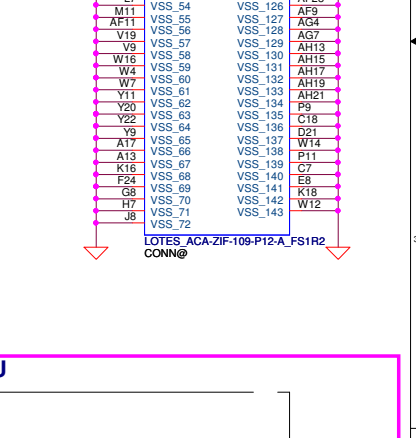 VSS_54 VSS_126
M11 VSS_55 VSS_127 AF9
AF11 VSS_56 VSS_128 AG4
V19 VSS_57 VSS_129 AG7
V9 VSS_58 VSS_130 AH13
W16 VSS_59 VSS_131 AH15
W4 VSS_60 VSS_132 AH17
W7 VSS_61 VSS_133 AH19
Y11 VSS_62 VSS_134 AH21
Y20 VSS_63 VSS_135 P9
Y22 VSS_64 VSS_136 C18
Y9 VSS_65 VSS_137 D21
A17 VSS_66 VSS_138 W14
A13 VSS_67 VSS_139 P11
K16 VSS_68 VSS_140 C7
F24 VSS_69 VSS_141 E8
G8 VSS_70 VSS_142 K18
H7 VSS_71 VSS_143 W12
J8 VSS_72
LOTES_ACA-ZIF-109-P12-A_FS1R2
CONN@